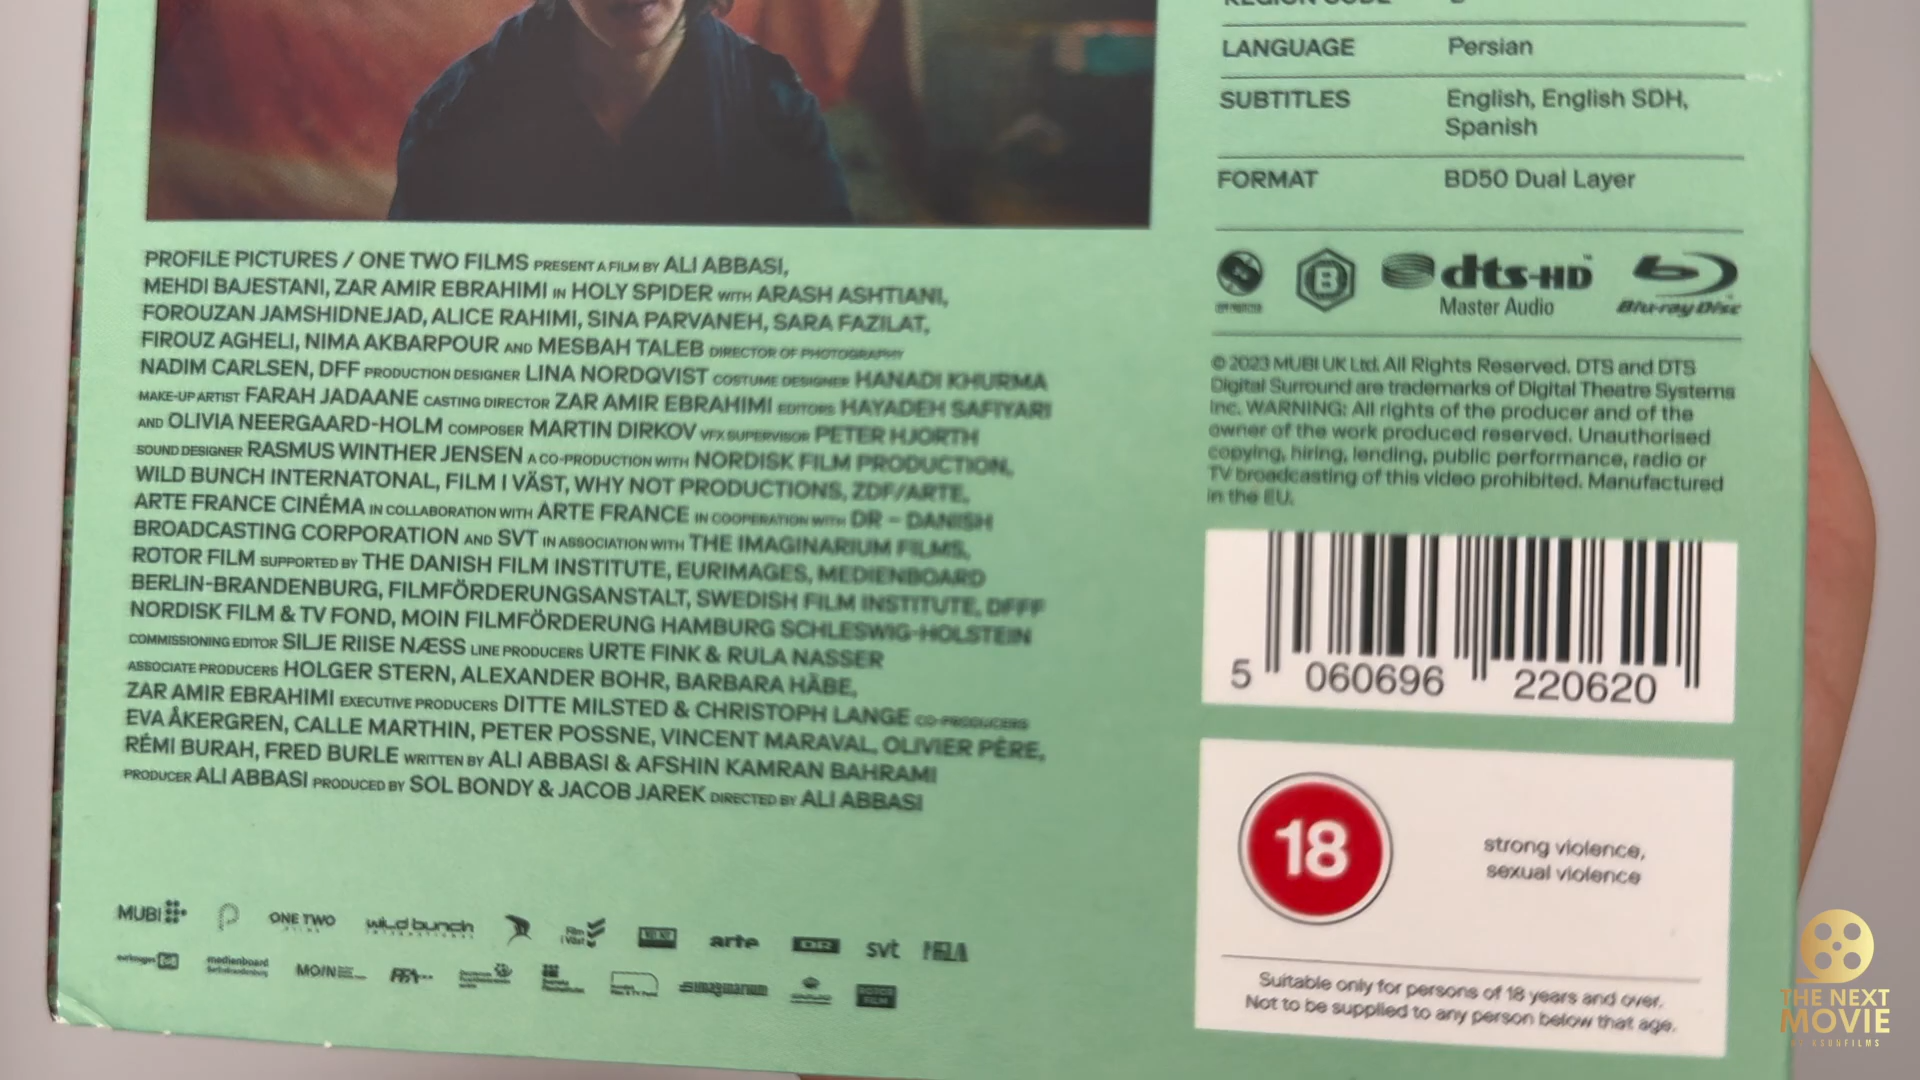 PROFILE PICTURES / ONE TWO FILMS PRESENT A FILM BY ALI ABBASI,
MEHDI BAJESTANI, ZAR AMIR EBRAHIMI IN HOLY SPIDER WITH ARASH ASHTIANI,
FOROUZAN JAMSHIDNEJAD, ALICE RAHIMI, SINA PARVANEH, SARA FAZILAT,
FIROUZ AGHELI, NIMA AKBARPOUR AND MESBAH TALEB DIRECTOR OF PHOTOGRAPHY
NADIM CARLSEN, DFF PRODUCTION DESIGNER LINA NORDQVIST COSTUME DESIGNER HANADI KHURMA
MAKE-UP ARTIST FARAH JADAANE CASTING DIRECTOR ZAR AMIR EBRAHIMI EDITORS HAYADEH SAFIYARI
AND OLIVIA NEERGAARD-HOLM COMPOSER MARTIN DIRKOV VFX SUPERVISOR PETER HJORTH
SOUND DESIGNER RASMUS WINTHER JENSEN A CO-PRODUCTION WITH NORDISK FILM PRODUCTION,
WILD BUNCH INTERNATONAL, FILM I VÄST, WHY NOT PRODUCTIONS, ZDF/ARTE,
ARTE FRANCE CINÉMA IN COLLABORATION WITH ARTE FRANCE IN COOPERATION WITH DR – DANISH
BROADCASTING CORPORATION AND SVT IN ASSOCIATION WITH THE IMAGINARIUM FILMS,
ROTOR FILM SUPPORTED BY THE DANISH FILM INSTITUTE, EURIMAGES, MEDIENBOARD
BERLIN-BRANDENBURG, FILMFÖRDERUNGSANSTALT, SWEDISH FILM INSTITUTE, DFFF
NORDISK FILM & TV FOND, MOIN FILMFÖRDERUNG HAMBURG SCHLESWIG-HOLSTEIN
COMMISSIONING EDITOR SILJE RIISE NÆSS LINE PRODUCERS URTE FINK & RULA NASSER
ASSOCIATE PRODUCERS HOLGER STERN, ALEXANDER BOHR, BARBARA HÄBE,
ZAR AMIR EBRAHIMI EXECUTIVE PRODUCERS DITTE MILSTED & CHRISTOPH LANGE CO-PRODUCERS
EVA ÅKERGREN, CALLE MARTHIN, PETER POSSNE, VINCENT MARAVAL, OLIVIER PÈRE,
RÉMI BURAH, FRED BURLE WRITTEN BY ALI ABBASI & AFSHIN KAMRAN BAHRAMI
PRODUCER ALI ABBASI PRODUCED BY SOL BONDY & JACOB JAREK DIRECTED BY ALI ABBASI
MUBI ONE TWO FILMS wild bunch INTERNATIONAL Film i Väst arte DR svt
medienboard MOIN FFA imaginarium ROTOR FILM
REGION CODE
LANGUAGE Persian
SUBTITLES English, English SDH,
Spanish
FORMAT BD50 Dual Layer
B dts-HD Master Audio Blu-ray Disc
© 2023 MUBI UK Ltd. All Rights Reserved. DTS and DTS
Digital Surround are trademarks of Digital Theatre Systems
Inc. WARNING: All rights of the producer and of the
owner of the work produced reserved. Unauthorised
copying, hiring, lending, public performance, radio or
TV broadcasting of this video prohibited. Manufactured
in the EU.
5 060696 220620
18
strong violence,
sexual violence
Suitable only for persons of 18 years and over.
Not to be supplied to any person below that age.
THE NEXT
MOVIE